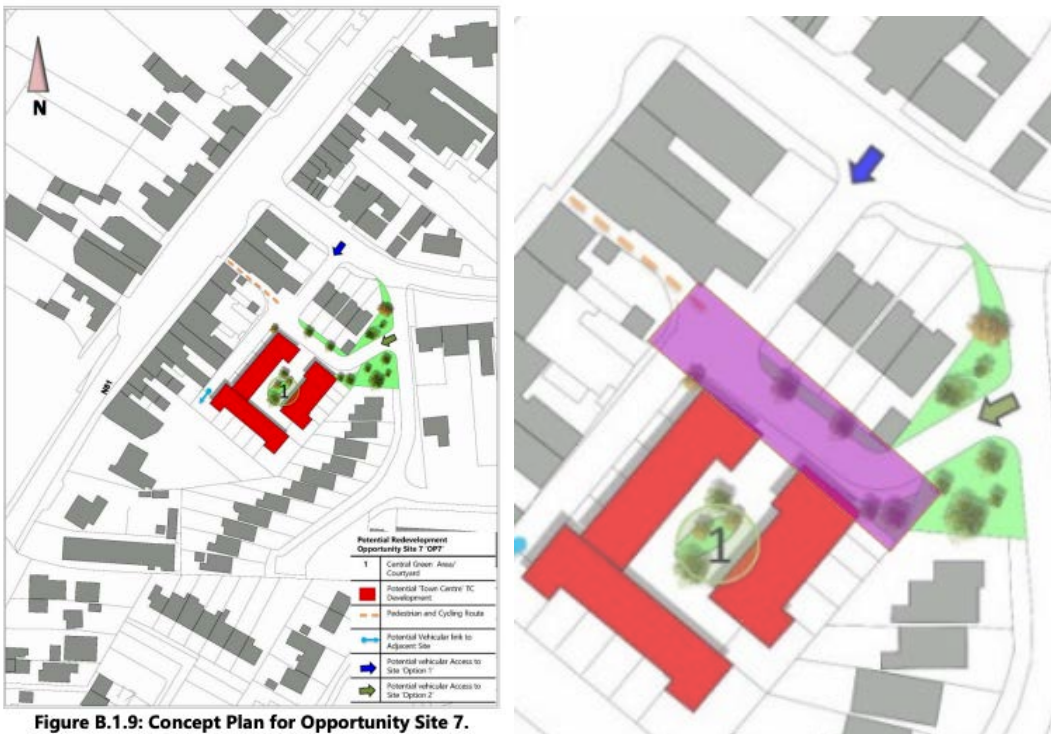 N
N81
1
Potential Redevelopment
Opportunity Site 7 'OP7'
1 Central Green Area/
Courtyard
Potential 'Town Centre' TC
Development
Pedestrian and Cycling Route
Potential Vehicular link to
Adjacent Site
Potential vehicular Access to
Site 'Option 1'
Potential vehicular Access to
Site 'Option 2'
Figure B.1.9: Concept Plan for Opportunity Site 7.
1